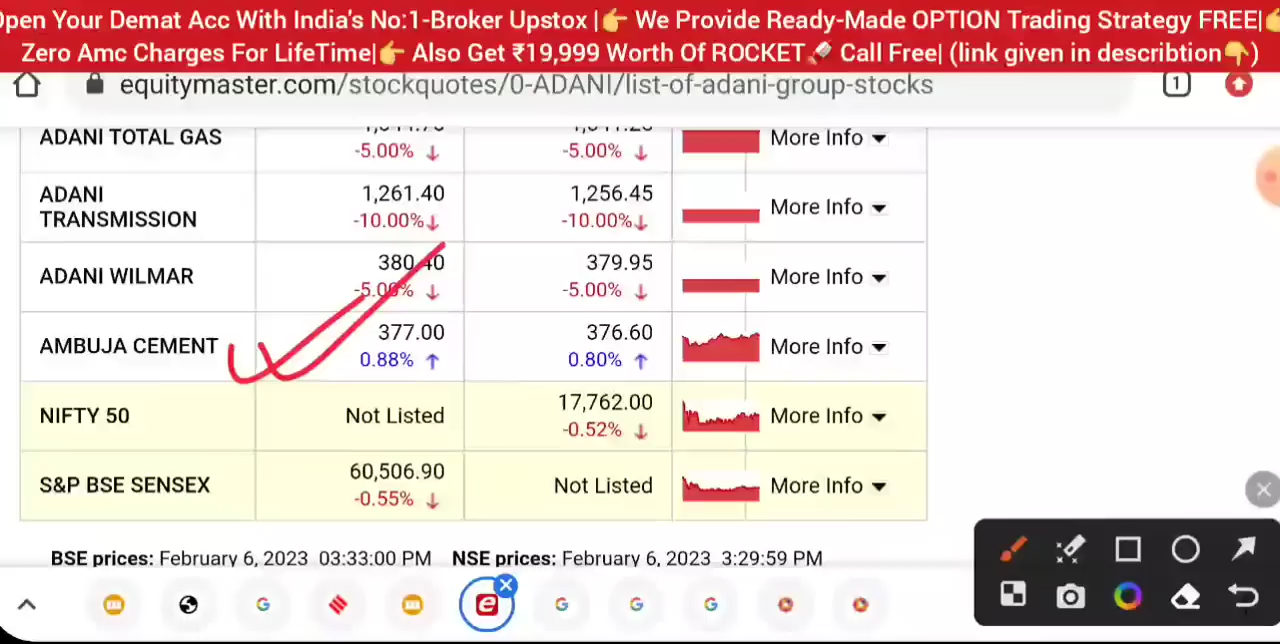 Open Your Demat Acc With India's No:1-Broker Upstox |👉 We Provide Ready-Made OPTION Trading Strategy FREE|👉
Zero Amc Charges For LifeTime|👉 Also Get ₹19,999 Worth Of ROCKET🚀 Call Free| (link given in describtion👇)
equitymaster.com/stockquotes/0-ADANI/list-of-adani-group-stocks
1
ADANI TOTAL GAS More Info
-5.00% ↓ -5.00% ↓
ADANI 1,261.40 1,256.45 More Info
TRANSMISSION -10.00%↓ -10.00%↓
ADANI WILMAR 380.40 379.95 More Info
-5.00% ↓ -5.00% ↓
AMBUJA CEMENT 377.00 376.60 More Info
0.88% ↑ 0.80% ↑
NIFTY 50 Not Listed 17,762.00 More Info
-0.52% ↓
S&P BSE SENSEX 60,506.90 Not Listed More Info
-0.55% ↓
BSE prices: February 6, 2023 03:33:00 PM NSE prices: February 6, 2023 3:29:59 PM